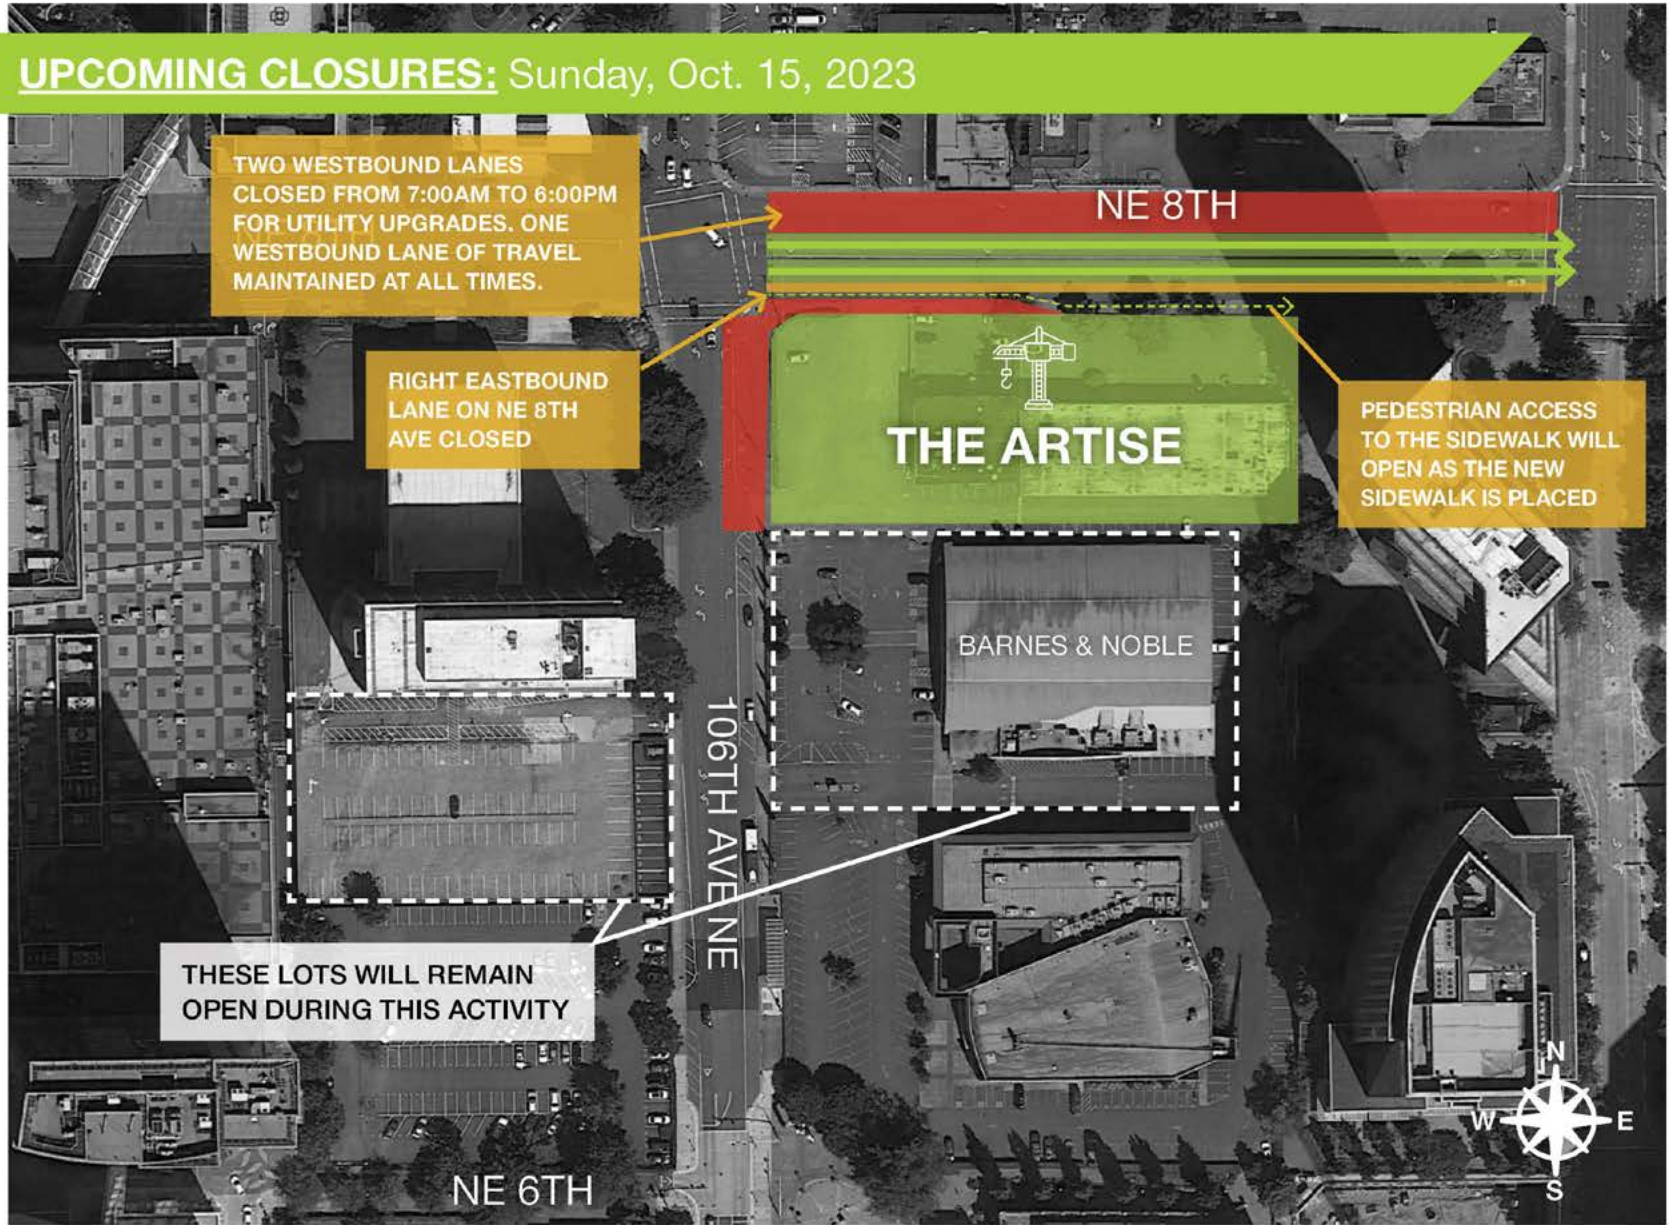 UPCOMING CLOSURES: Sunday, Oct. 15, 2023
TWO WESTBOUND LANES
CLOSED FROM 7:00AM TO 6:00PM
FOR UTILITY UPGRADES. ONE
WESTBOUND LANE OF TRAVEL
MAINTAINED AT ALL TIMES.
NE 8TH
RIGHT EASTBOUND
LANE ON NE 8TH
AVE CLOSED
THE ARTISE
PEDESTRIAN ACCESS
TO THE SIDEWALK WILL
OPEN AS THE NEW
SIDEWALK IS PLACED
BARNES & NOBLE
106TH AVE NE
THESE LOTS WILL REMAIN
OPEN DURING THIS ACTIVITY
NE 6TH
N
W
E
S